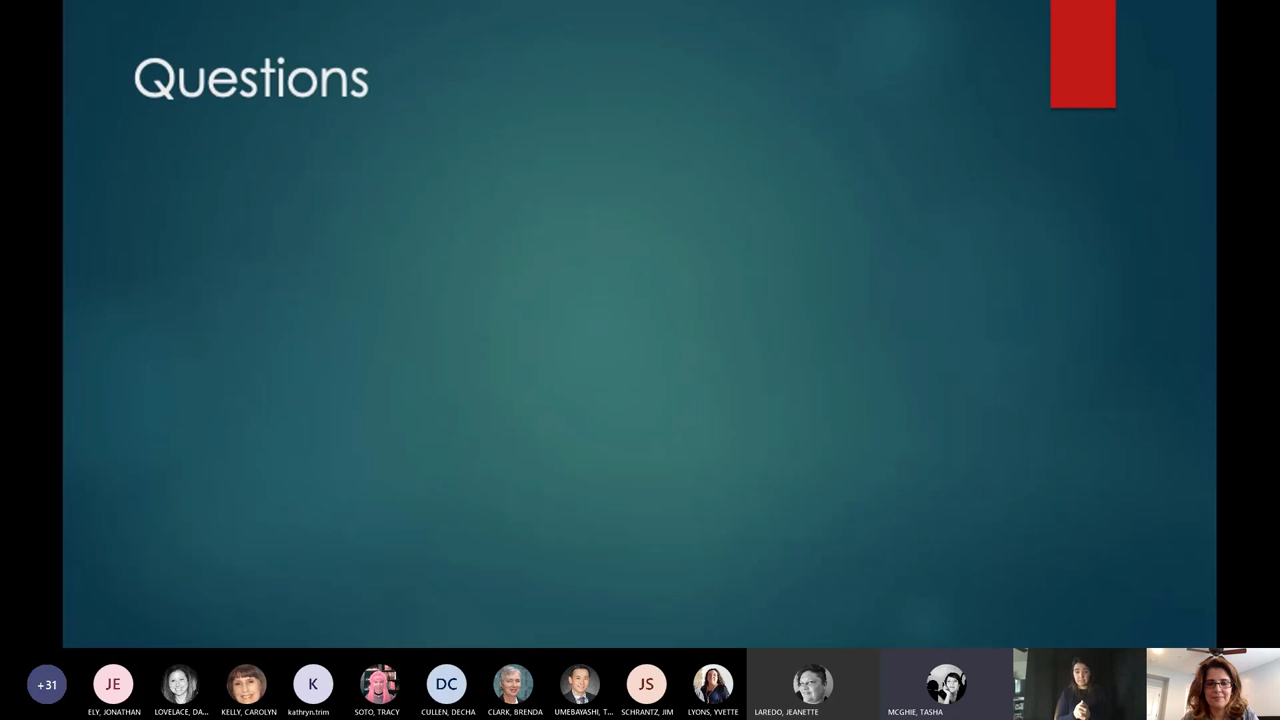 Questions
+31
JE
K
DC
JS
ELY, JONATHAN
LOVELACE, DA...
KELLY, CAROLYN
kathryn.trim
SOTO, TRACY
CULLEN, DECHA
CLARK, BRENDA
UMEBAYASHI, T...
SCHRANTZ, JIM
LYONS, YVETTE
LAREDO, JEANETTE
MCGHIE, TASHA